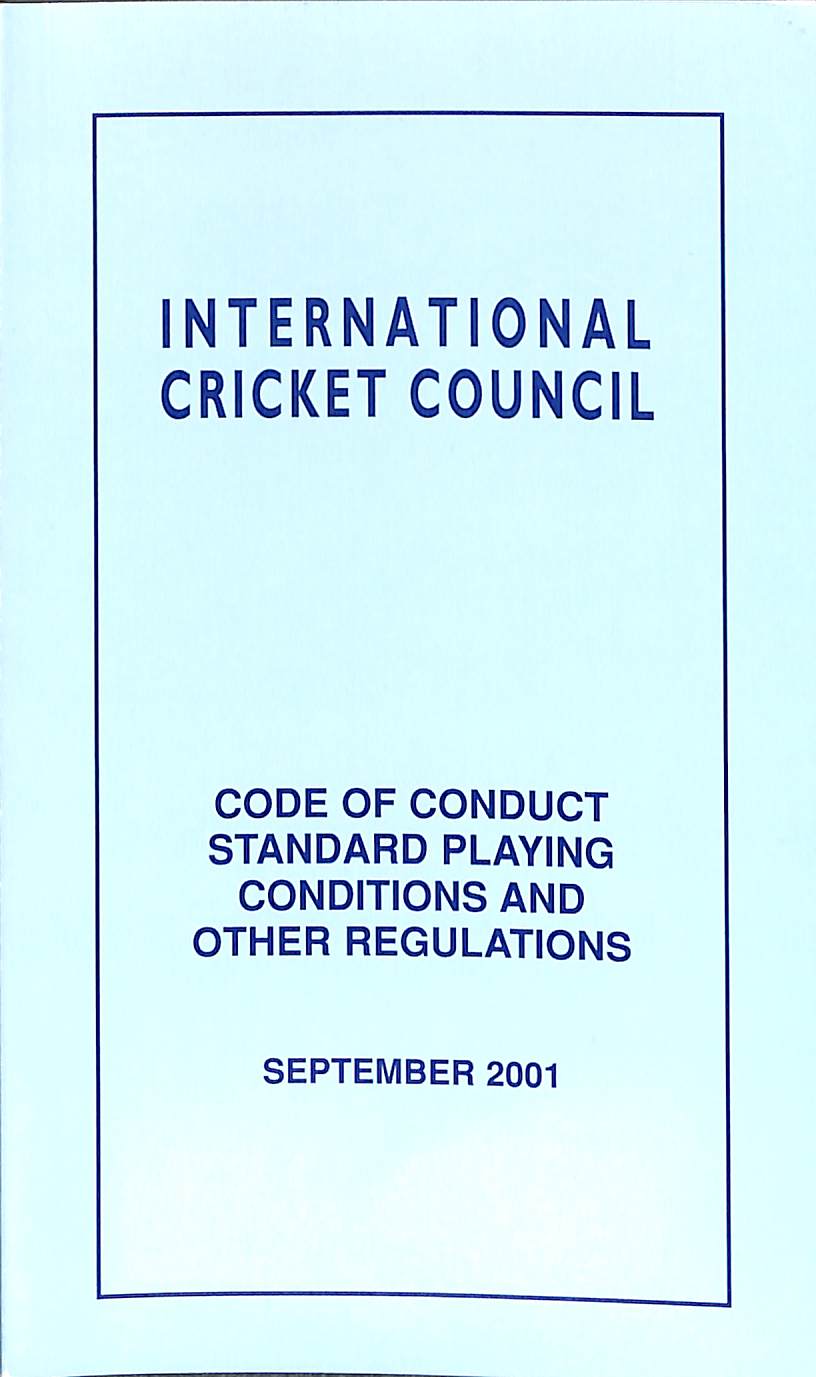 INTERNATIONAL
CRICKET COUNCIL
CODE OF CONDUCT
STANDARD PLAYING
CONDITIONS AND
OTHER REGULATIONS
SEPTEMBER 2001